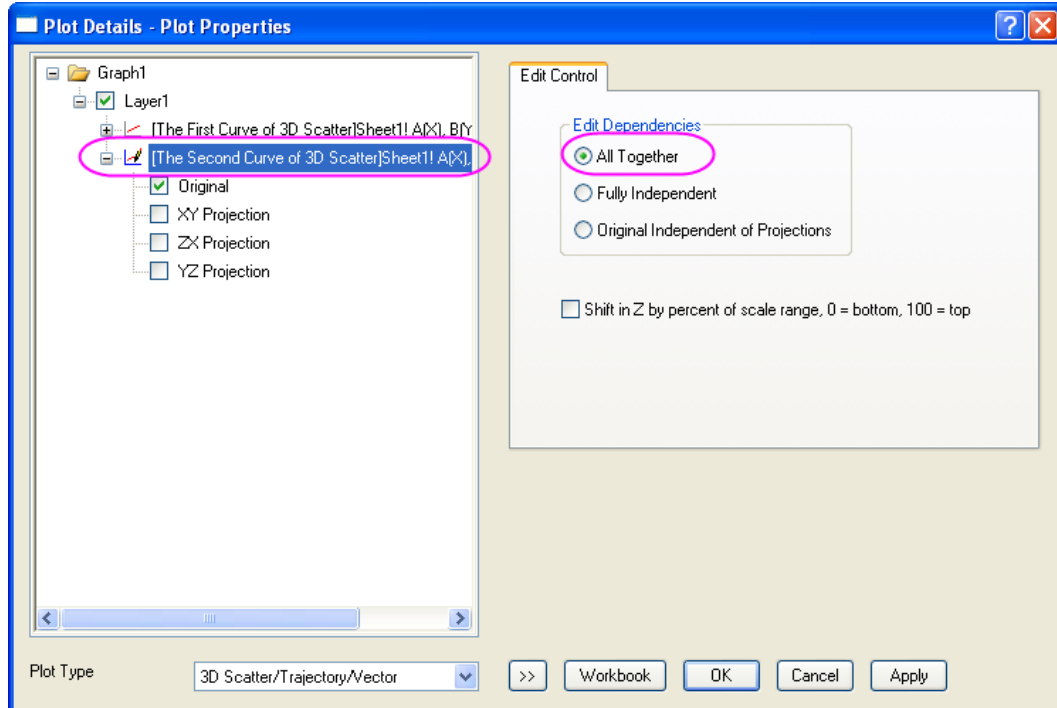 Plot Details - Plot Properties
Graph1
Layer1
[The First Curve of 3D Scatter]Sheet1! A(X), B(Y
[The Second Curve of 3D Scatter]Sheet1! A(X),
Original
XY Projection
ZX Projection
YZ Projection
Edit Control
Edit Dependencies
All Together
Fully Independent
Original Independent of Projections
Shift in Z by percent of scale range, 0 = bottom, 100 = top
Plot Type
3D Scatter/Trajectory/Vector
>>
Workbook
OK
Cancel
Apply